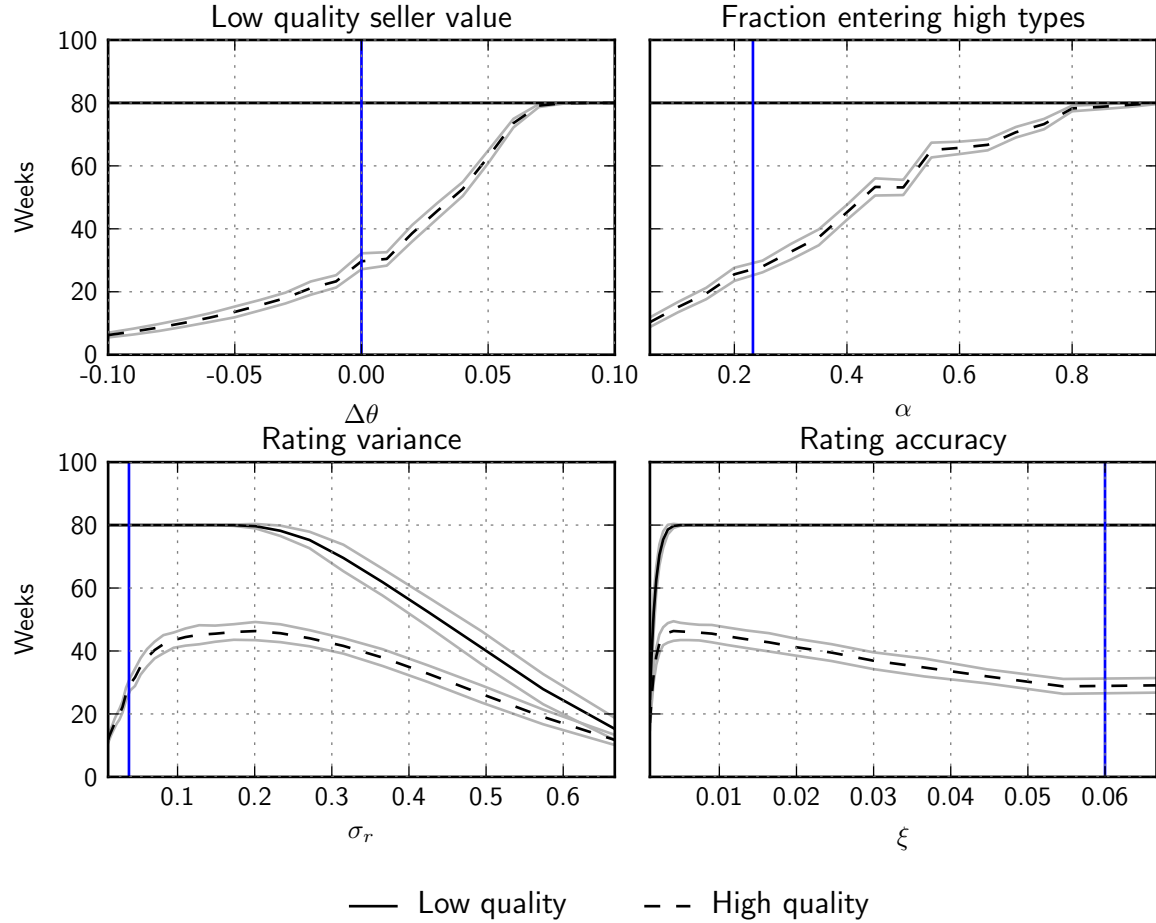 Low quality seller value
Fraction entering high types
100
80
60
40
20
0
Weeks
-0.10 -0.05 0.00 0.05 0.10
0.2 0.4 0.6 0.8
Δθ
α
Rating variance
Rating accuracy
100
80
60
40
20
0
Weeks
0.1 0.2 0.3 0.4 0.5 0.6
0.01 0.02 0.03 0.04 0.05 0.06
σr
ξ
Low quality High quality